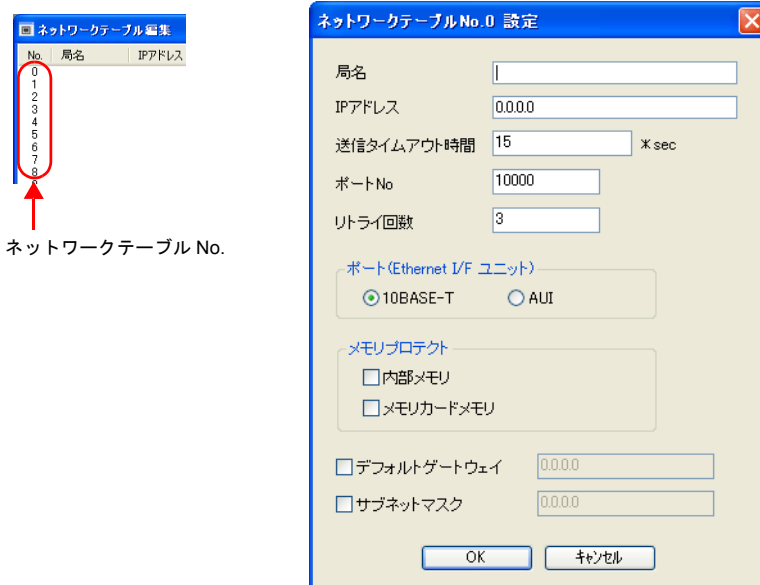 ネットワークテーブル編集
No. 局名 IPアドレス
0
1
2
3
4
5
6
7
8
ネットワークテーブル No.
ネットワークテーブルNo.0 設定
局名
IPアドレス 0.0.0.0
送信タイムアウト時間 15 *sec
ポートNo 10000
リトライ回数 3
ポート(Ethernet I/F ユニット)
10BASE-T AUI
メモリプロテクト
内部メモリ
メモリカードメモリ
デフォルトゲートウェイ 0.0.0.0
サブネットマスク 0.0.0.0
OK キャンセル